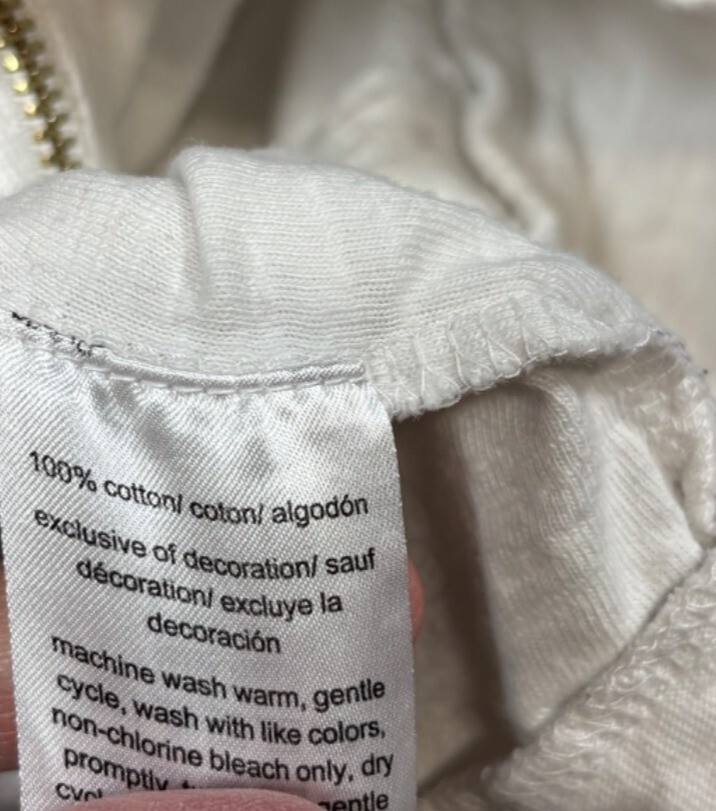 100% cotton/ coton/ algodón
exclusive of decoration/ sauf
décoration/ excluye la
decoración
machine wash warm, gentle
cycle, wash with like colors,
non-chlorine bleach only, dry
promptly
gentle